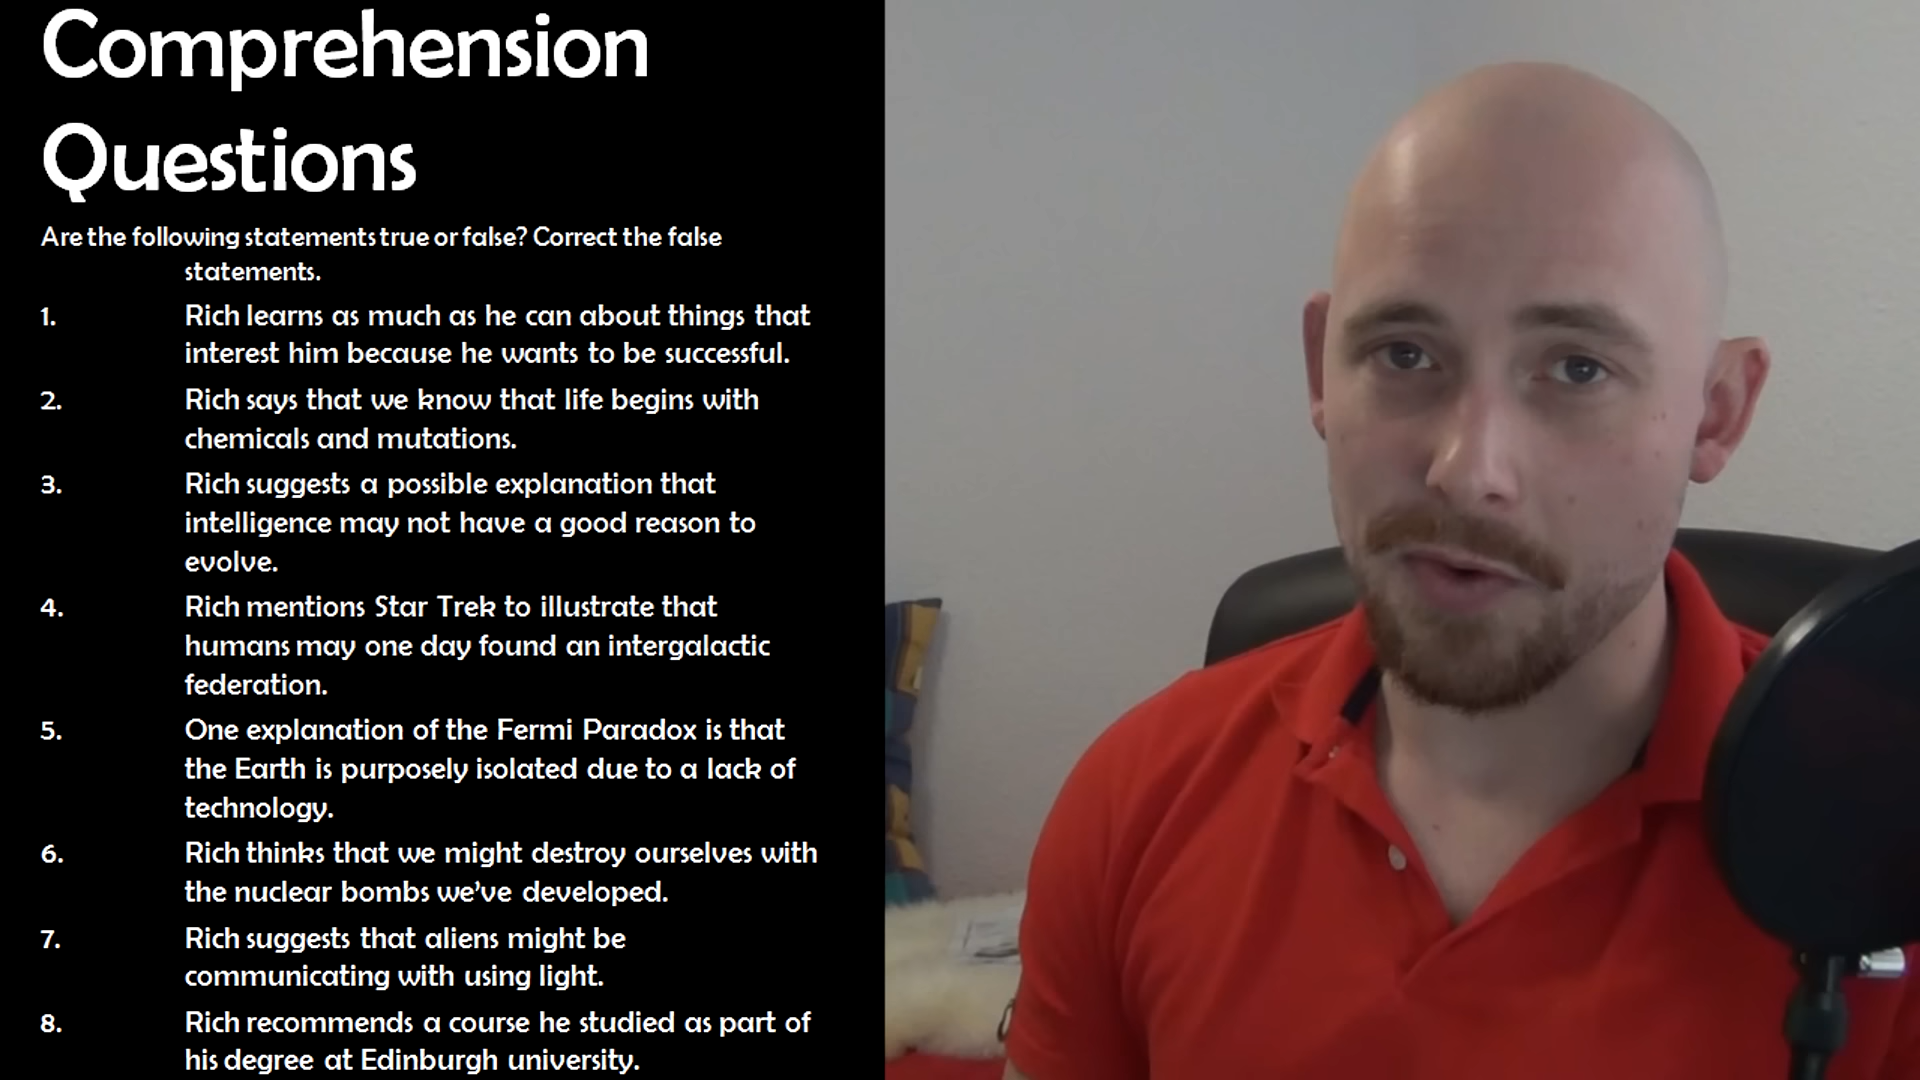 Comprehension
Questions
Are the following statements true or false? Correct the false
statements.
1. Rich learns as much as he can about things that
interest him because he wants to be successful.
2. Rich says that we know that life begins with
chemicals and mutations.
3. Rich suggests a possible explanation that
intelligence may not have a good reason to
evolve.
4. Rich mentions Star Trek to illustrate that
humans may one day found an intergalactic
federation.
5. One explanation of the Fermi Paradox is that
the Earth is purposely isolated due to a lack of
technology.
6. Rich thinks that we might destroy ourselves with
the nuclear bombs we've developed.
7. Rich suggests that aliens might be
communicating with using light.
8. Rich recommends a course he studied as part of
his degree at Edinburgh university.